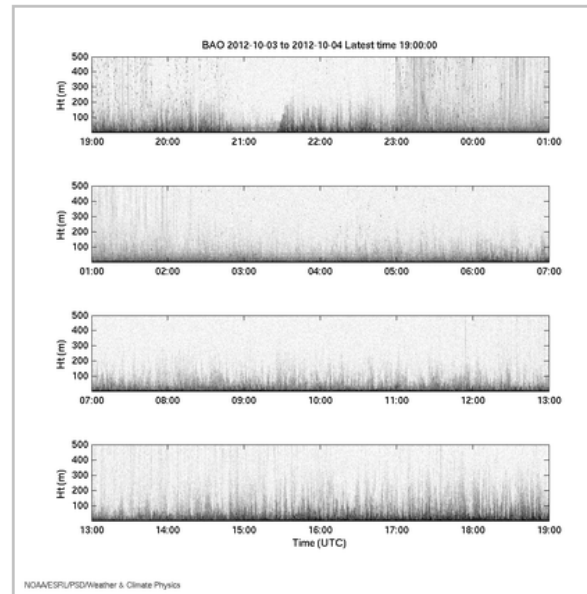 BAO 2012-10-03 to 2012-10-04 Latest time 19:00:00
500
400
300
200
100
Ht (m)
19:00 20:00 21:00 22:00 23:00 00:00 01:00
500
400
300
200
100
Ht (m)
01:00 02:00 03:00 04:00 05:00 06:00 07:00
500
400
300
200
100
Ht (m)
07:00 08:00 09:00 10:00 11:00 12:00 13:00
500
400
300
200
100
Ht (m)
13:00 14:00 15:00 16:00 17:00 18:00 19:00
Time (UTC)
NOAA/ESRL/PSD/Weather & Climate Physics